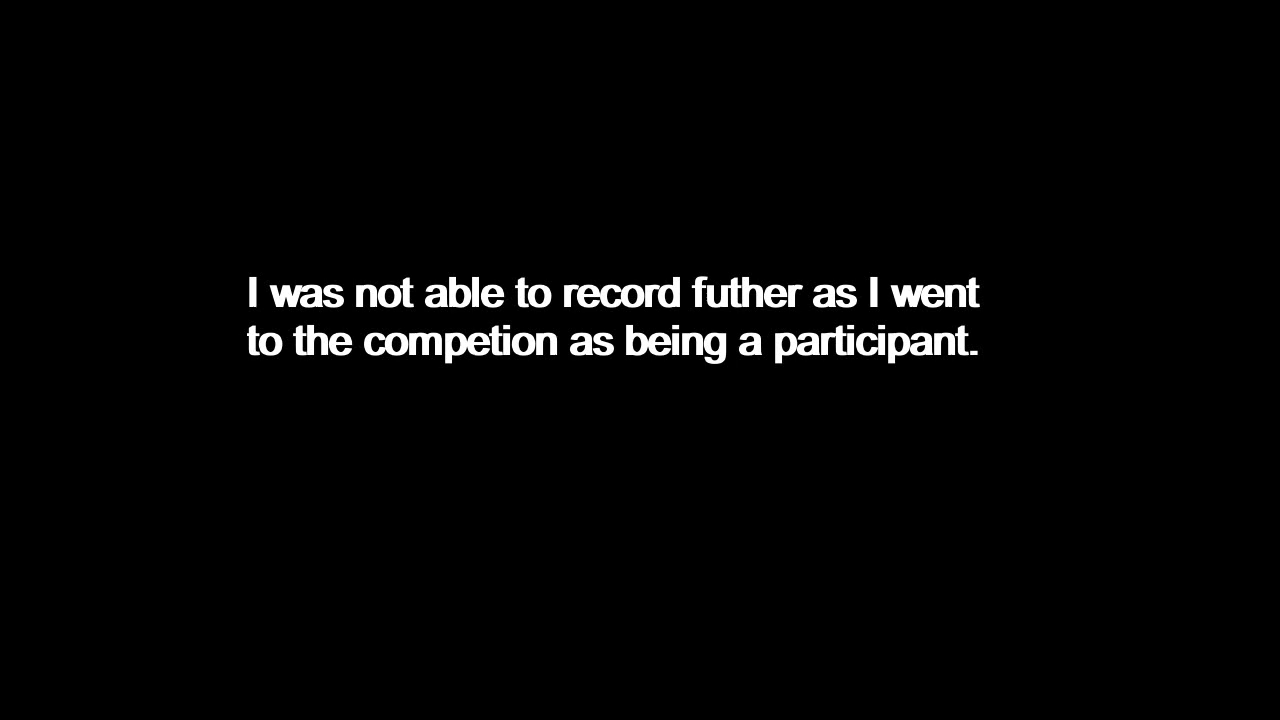 I was not able to record futher as I went
to the competion as being a participant.